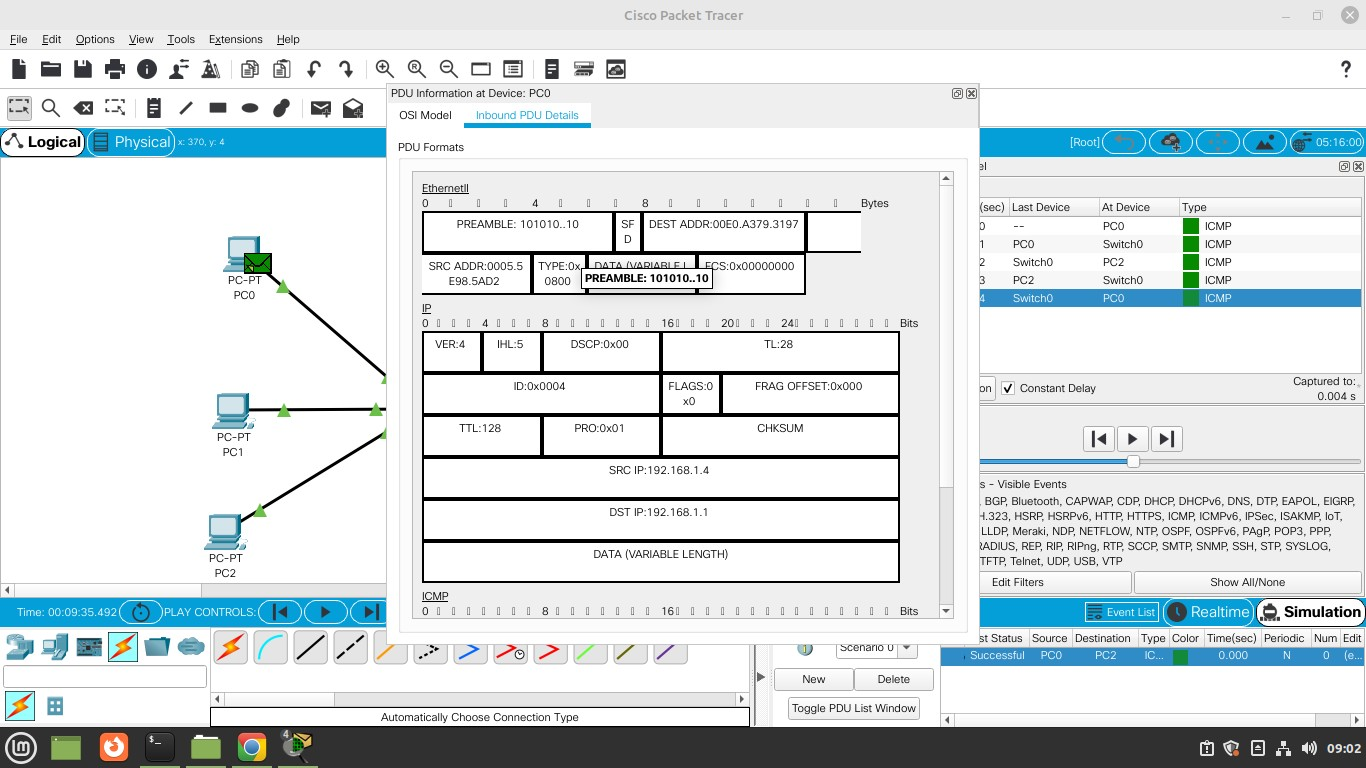 Cisco Packet Tracer
File Edit Options View Tools Extensions Help
?
PDU Information at Device: PC0
OSI Model Inbound PDU Details
Logical Physical x: 370, y: 4
[Root] 05:16:00
PDU Formats
EthernetII
0 4 8 Bytes
PREAMBLE: 101010..10 SF DEST ADDR:00E0.A379.3197
D
SRC ADDR:0005.5 TYPE:0x DATA (VARIABLE L FCS:0x00000000
E98.5AD2 0800
PREAMBLE: 101010..10
IP
0 4 8 16 20 24 Bits
VER:4 IHL:5 DSCP:0x00 TL:28
ID:0x0004 FLAGS:0 FRAG OFFSET:0x000
x0
TTL:128 PRO:0x01 CHKSUM
SRC IP:192.168.1.4
DST IP:192.168.1.1
DATA (VARIABLE LENGTH)
ICMP
0 8 16 Bits
PC-PT
PC0
PC-PT
PC1
PC-PT
PC2
el
(sec) Last Device At Device Type
0 -- PC0 ICMP
1 PC0 Switch0 ICMP
2 Switch0 PC2 ICMP
3 PC2 Switch0 ICMP
4 Switch0 PC0 ICMP
on Constant Delay Captured to:
0.004 s
s - Visible Events
, BGP, Bluetooth, CAPWAP, CDP, DHCP, DHCPv6, DNS, DTP, EAPOL, EIGRP,
H.323, HSRP, HSRPv6, HTTP, HTTPS, ICMP, ICMPv6, IPSec, ISAKMP, IoT,
LLDP, Meraki, NDP, NETFLOW, NTP, OSPF, OSPFv6, PAgP, POP3, PPP,
RADIUS, REP, RIP, RIPng, RTP, SCCP, SMTP, SNMP, SSH, STP, SYSLOG,
TFTP, Telnet, UDP, USB, VTP
Edit Filters Show All/None
Time: 00:09:35.492 PLAY CONTROLS:
Event List Realtime Simulation
Scenario 0
New Delete
Toggle PDU List Window
st Status Source Destination Type Color Time(sec) Periodic Num Edit
Successful PC0 PC2 IC... 0.000 N 0 (e...
Automatically Choose Connection Type
4
09:02